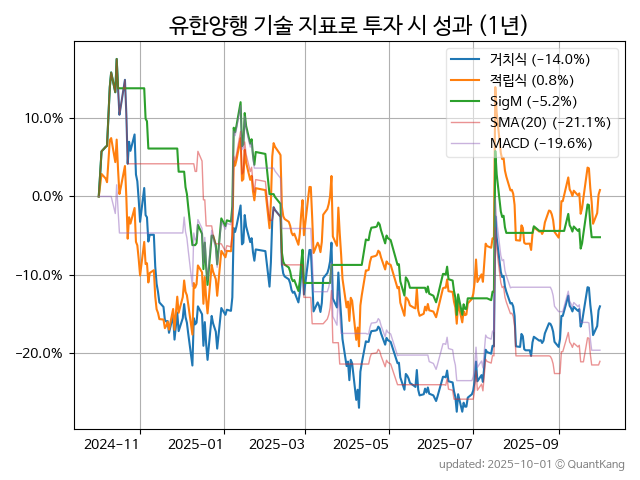 유한양행 기술 지표로 투자 시 성과 (1년)
거치식 (−14.0%)
적립식 (0.8%)
SigM (−5.2%)
SMA(20) (−21.1%)
MACD (−19.6%)
10.0%
0.0%
−10.0%
−20.0%
2024-11 2025-01 2025-03 2025-05 2025-07 2025-09
updated: 2025-10-01 © QuantKang